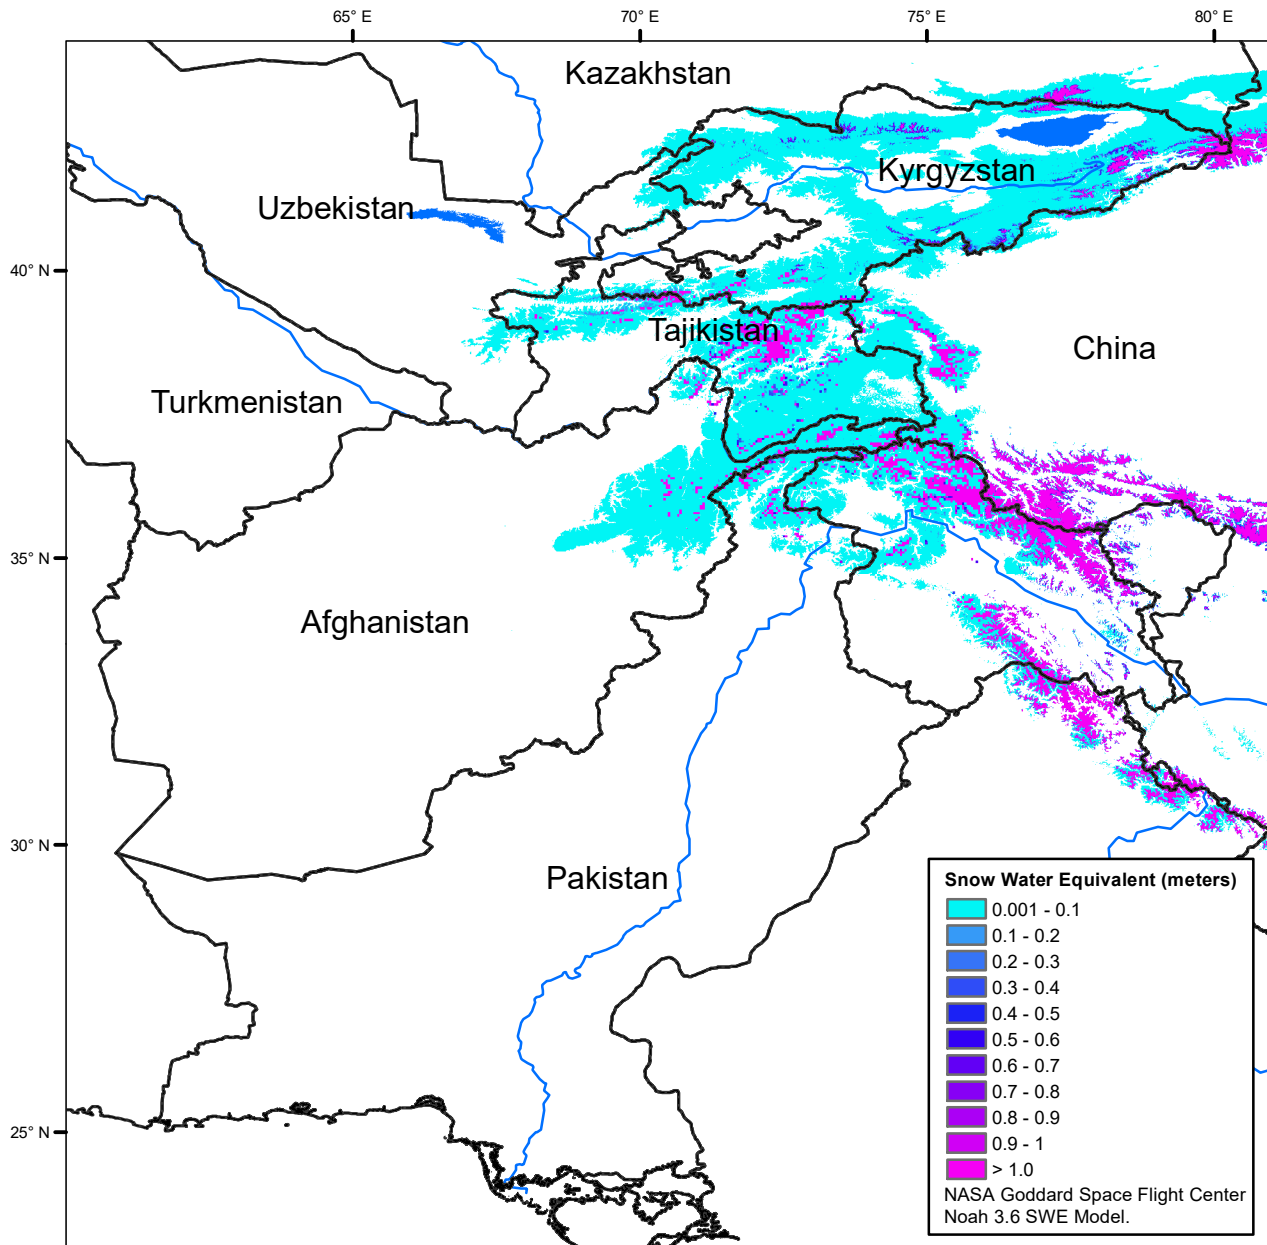 65° E
70° E
75° E
80° E
Kazakhstan
Kyrgyzstan
Uzbekistan
40° N
Tajikistan
China
Turkmenistan
35° N
Afghanistan
30° N
Pakistan
Snow Water Equivalent (meters)
0.001 - 0.1
0.1 - 0.2
0.2 - 0.3
0.3 - 0.4
0.4 - 0.5
0.5 - 0.6
0.6 - 0.7
0.7 - 0.8
0.8 - 0.9
0.9 - 1
> 1.0
25° N
NASA Goddard Space Flight Center
Noah 3.6 SWE Model.